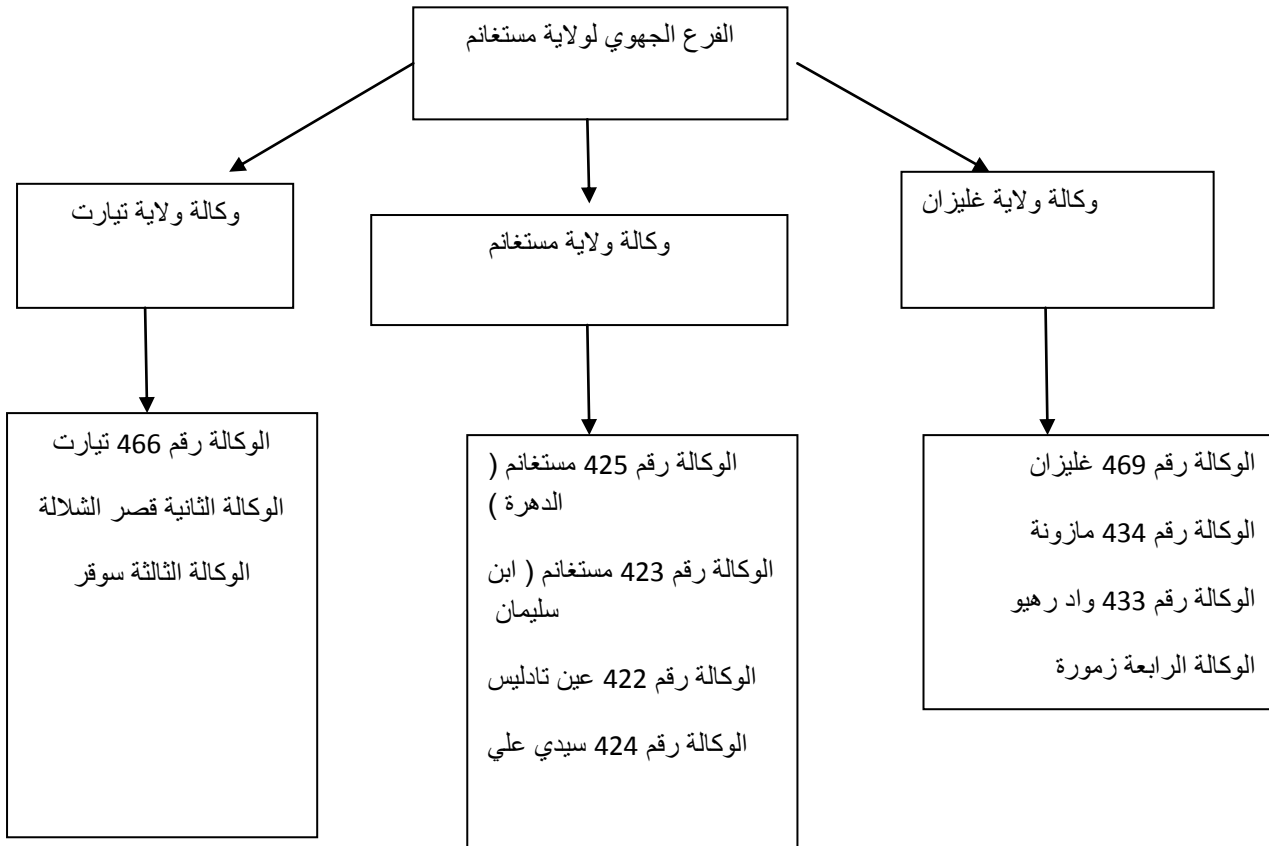 الفرع الجهوي لولاية مستغانم
وكالة ولاية غليزان
وكالة ولاية مستغانم
وكالة ولاية تيارت
الوكالة رقم 469 غليزان
الوكالة رقم 434 مازونة
الوكالة رقم 433 واد رهيو
الوكالة الرابعة زمورة
الوكالة رقم 425 مستغانم (
الدهرة )
الوكالة رقم 423 مستغانم ( ابن
سليمان
الوكالة رقم 422 عين تادليس
الوكالة رقم 424 سيدي علي
الوكالة رقم 466 تيارت
الوكالة الثانية قصر الشلالة
الوكالة الثالثة سوقر